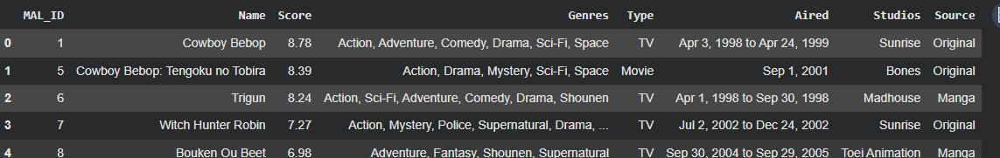 MAL_ID Name Score Genres Type Aired Studios Source
0 1 Cowboy Bebop 8.78 Action, Adventure, Comedy, Drama, Sci-Fi, Space TV Apr 3, 1998 to Apr 24, 1999 Sunrise Original
1 5 Cowboy Bebop: Tengoku no Tobira 8.39 Action, Drama, Mystery, Sci-Fi, Space Movie Sep 1, 2001 Bones Original
2 6 Trigun 8.24 Action, Sci-Fi, Adventure, Comedy, Drama, Shounen TV Apr 1, 1998 to Sep 30, 1998 Madhouse Manga
3 7 Witch Hunter Robin 7.27 Action, Mystery, Police, Supernatural, Drama, ... TV Jul 2, 2002 to Dec 24, 2002 Sunrise Original
4 8 Bouken Ou Beet 6.98 Adventure, Fantasy, Shounen, Supernatural TV Sep 30, 2004 to Sep 29, 2005 Toei Animation Manga